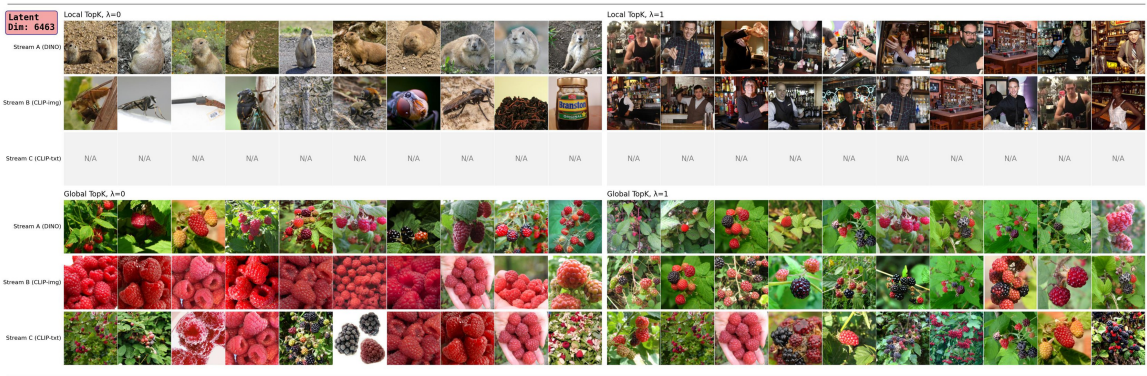 Latent
Dim: 6463
Local TopK, λ=0
Local TopK, λ=1
Stream A (DINO)
Stream B (CLIP-img)
Branston
Stream C (CLIP-txt)
N/A N/A N/A N/A N/A N/A N/A N/A N/A N/A
N/A N/A N/A N/A N/A N/A N/A N/A N/A N/A
Global TopK, λ=0
Global TopK, λ=1
Stream A (DINO)
Stream B (CLIP-img)
Stream C (CLIP-txt)